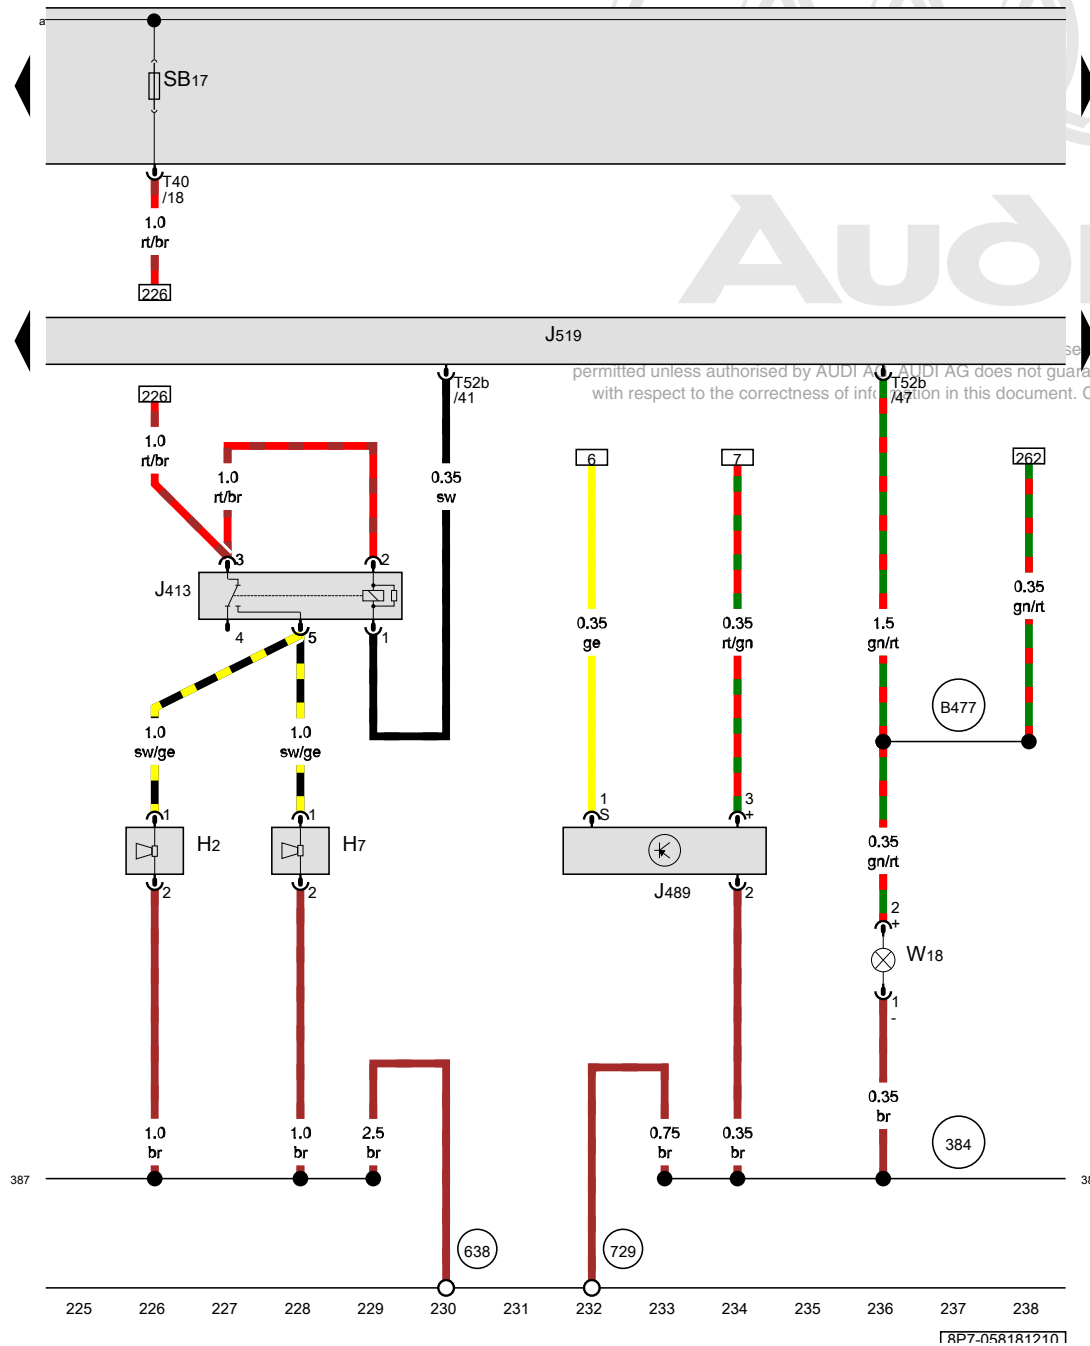 a
SB17
T40
/18
1.0
rt/br
226
Audi
J519
T52b
/41
T52b
/47
permitted unless authorised by AUDI AG. AUDI AG does not guara
with respect to the correctness of information in this document. C
226
1.0
rt/br
1.0
rt/br
0.35
sw
6
7
262
3
2
J413
4
5
1
0.35
ge
0.35
rt/gn
1.5
gn/rt
0.35
gn/rt
B477
1.0
sw/ge
1.0
sw/ge
1
H2
1
H7
1
S
3
+
J489
2
2
2
0.35
gn/rt
2
+
W18
1
-
0.35
br
1.0
br
1.0
br
2.5
br
0.75
br
0.35
br
384
387
638
729
225 226 227 228 229 230 231 232 233 234 235 236 237 238
8P7-058181210